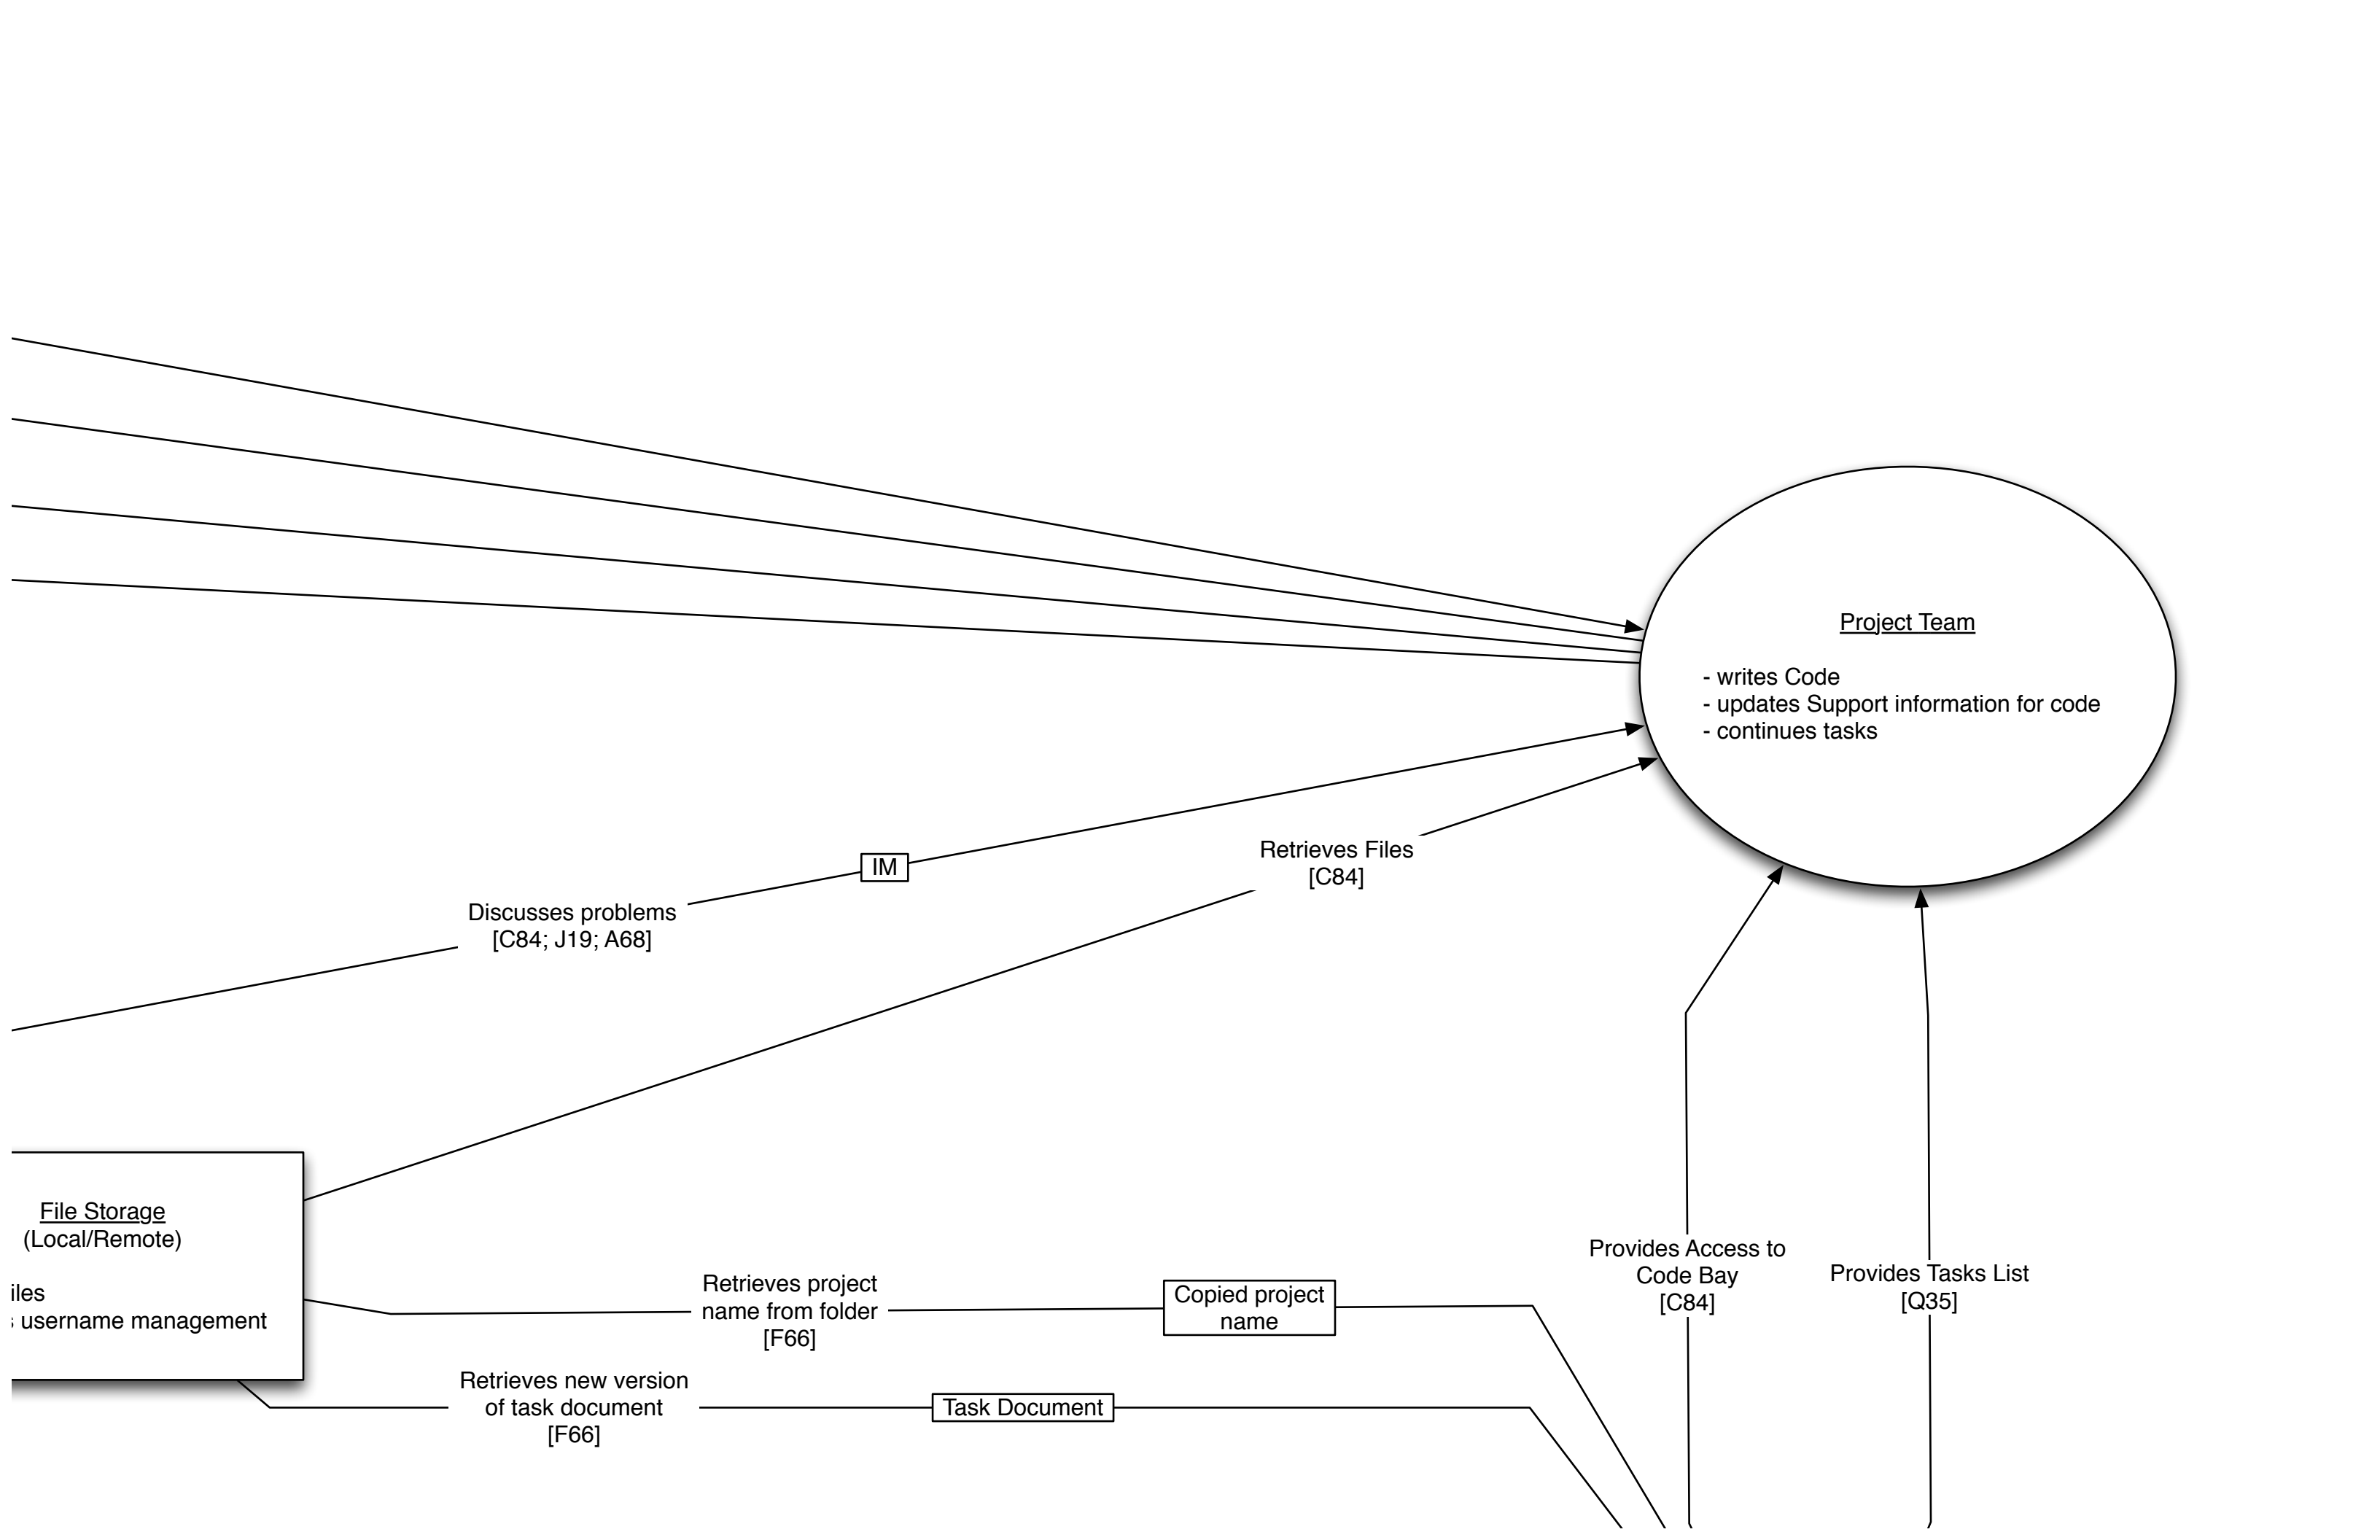 Project Team
- writes Code
- updates Support information for code
- continues tasks
IM
Retrieves Files
[C84]
Discusses problems
[C84; J19; A68]
File Storage
(Local/Remote)
username management
Retrieves project
name from folder
[F66]
Copied project
name
Provides Access to
Code Bay
[C84]
Provides Tasks List
[Q35]
Retrieves new version
of task document
[F66]
Task Document